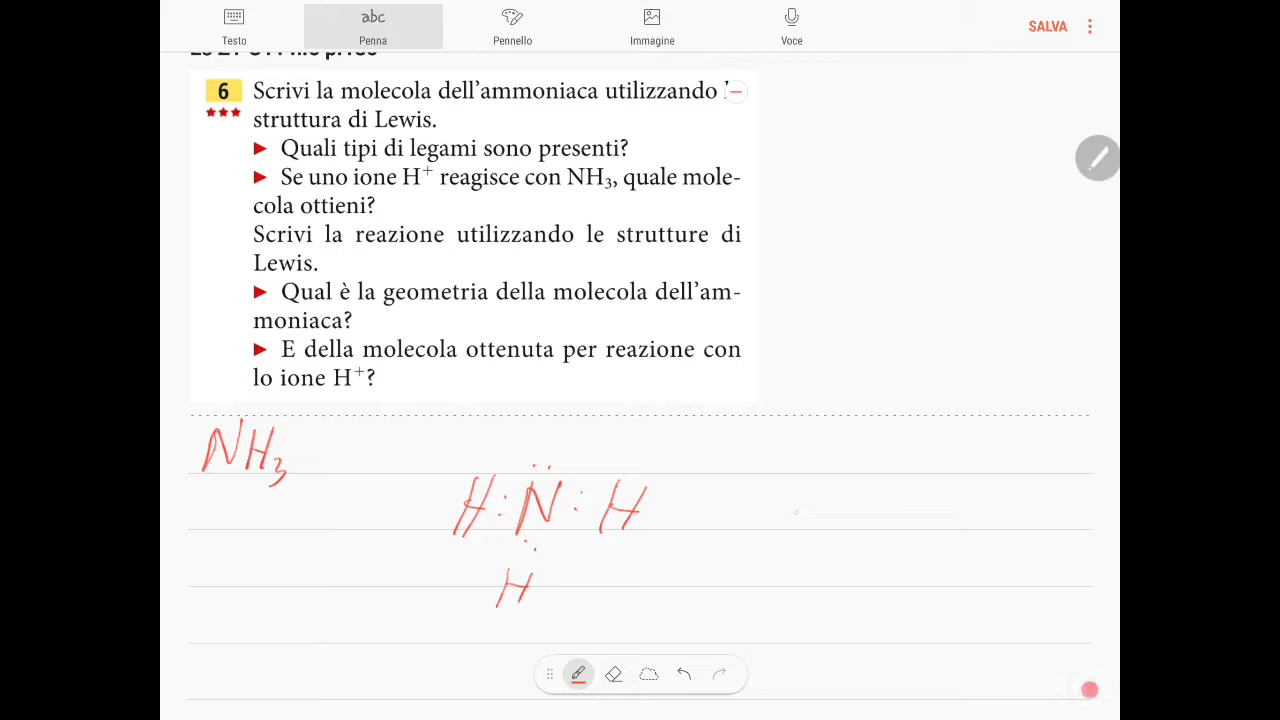 Testo
abc
Penna
Pennello
Immagine
Voce
SALVA
6 Scrivi la molecola dell'ammoniaca utilizzando
struttura di Lewis.
► Quali tipi di legami sono presenti?
► Se uno ione H⁺ reagisce con NH₃, quale mole-
cola ottieni?
Scrivi la reazione utilizzando le strutture di
Lewis.
► Qual è la geometria della molecola dell'am-
moniaca?
► E della molecola ottenuta per reazione con
lo ione H⁺?
NH₃
H : N : H
H